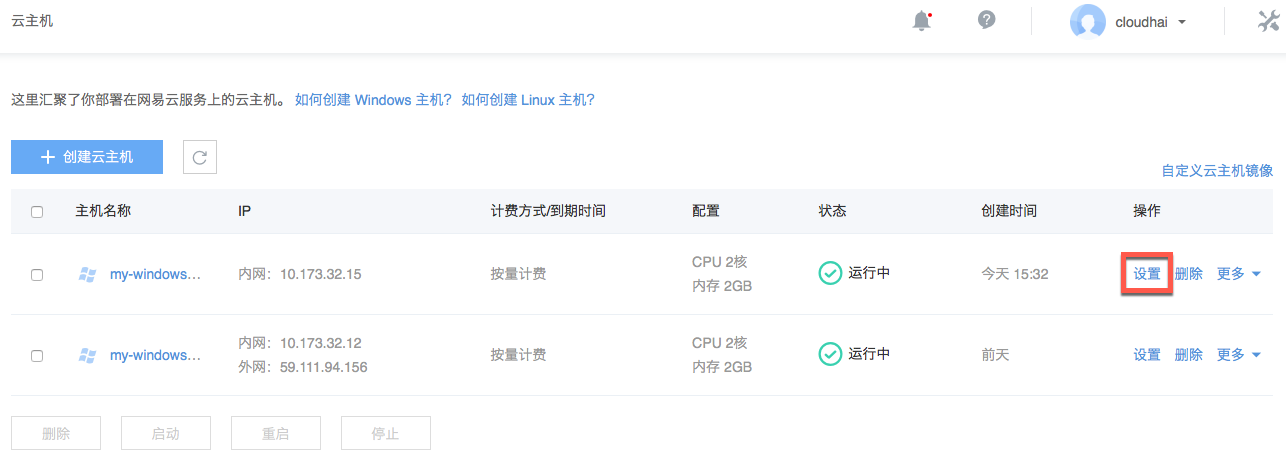 云主机
cloudhai
这里汇聚了你部署在网易云服务上的云主机。 如何创建 Windows 主机？ 如何创建 Linux 主机？
创建云主机
自定义云主机镜像
主机名称 IP 计费方式/到期时间 配置 状态 创建时间 操作
my-windows… 内网：10.173.32.15 按量计费 CPU 2核 运行中 今天 15:32 设置 删除 更多
内存 2GB
my-windows… 内网：10.173.32.12 按量计费 CPU 2核 运行中 前天 设置 删除 更多
外网：59.111.94.156 内存 2GB
删除 启动 重启 停止